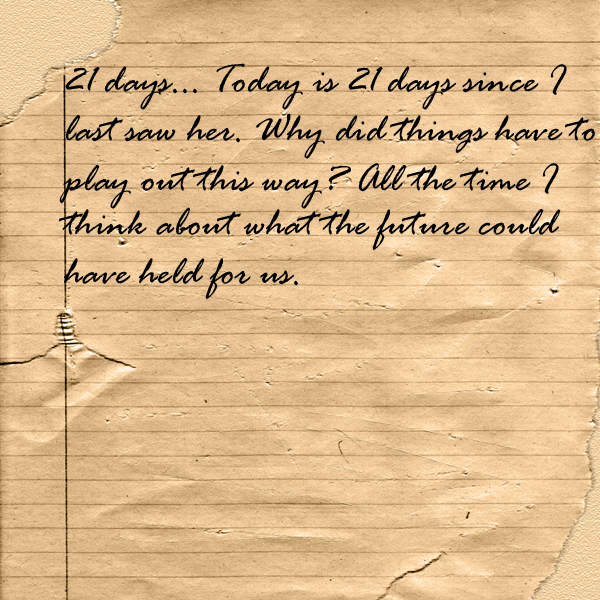 21 days... Today is 21 days since I
last saw her. Why did things have to
play out this way? All the time I
think about what the future could
have held for us.